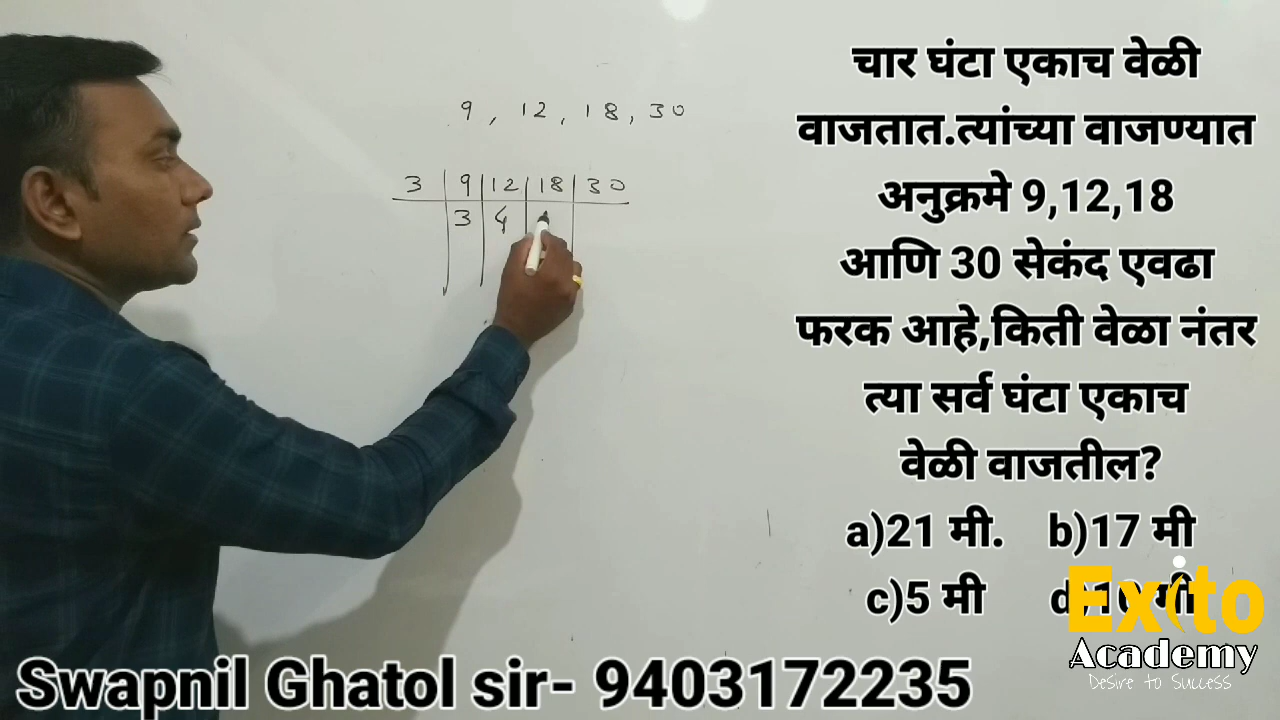 9, 12, 18, 30
3 9 12 18 30
3 4
चार घंटा एकाच वेळी
वाजतात.त्यांच्या वाजण्यात
अनुक्रमे 9,12,18
आणि 30 सेकंद एवढा
फरक आहे,किती वेळा नंतर
त्या सर्व घंटा एकाच
वेळी वाजतील?
a)21 मी. b)17 मी
c)5 मी
Exito
Academy
Desire to Success
Swapnil Ghatol sir- 9403172235